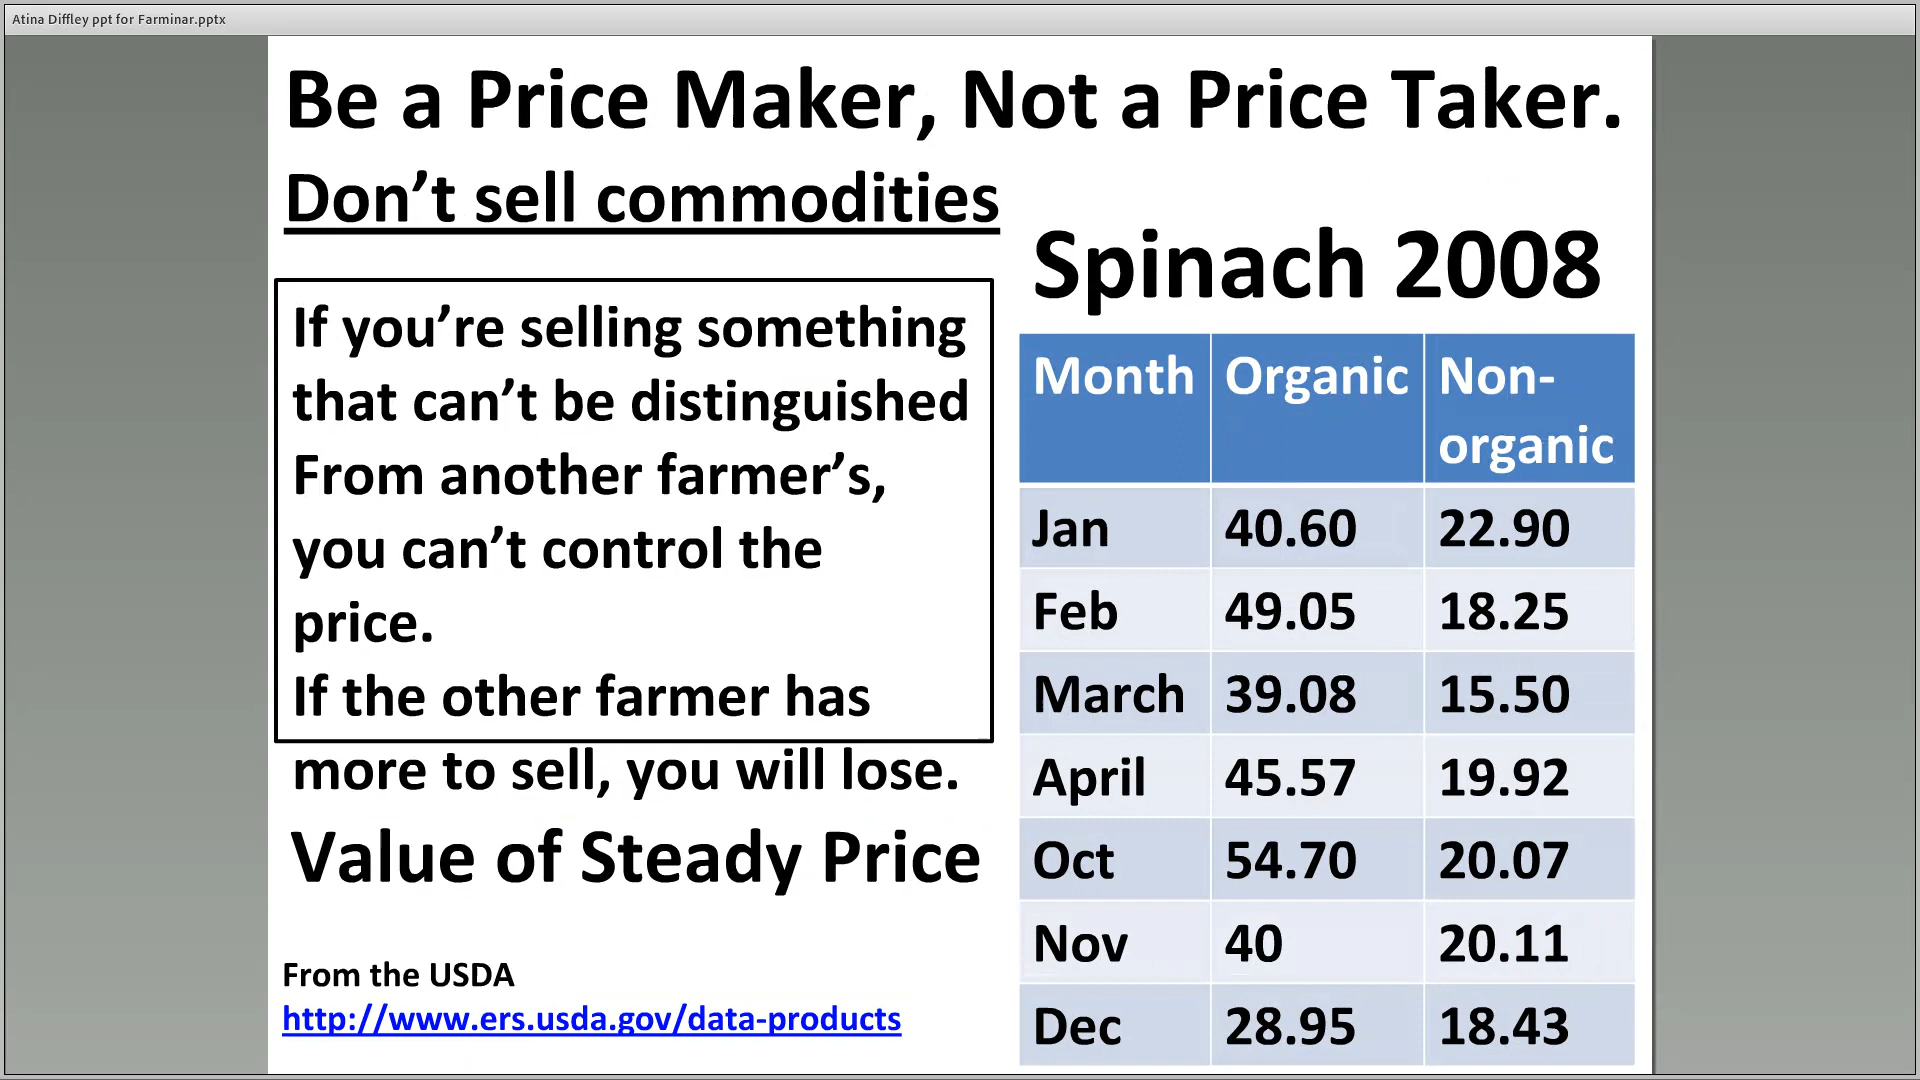 Atina Diffley ppt for Farminar.pptx
Be a Price Maker, Not a Price Taker.
Don’t sell commodities
If you’re selling something
that can’t be distinguished
From another farmer’s,
you can’t control the
price.
If the other farmer has
more to sell, you will lose.
Value of Steady Price
From the USDA
http://www.ers.usda.gov/data-products
Spinach 2008
Month Organic Non-
organic
Jan 40.60 22.90
Feb 49.05 18.25
March 39.08 15.50
April 45.57 19.92
Oct 54.70 20.07
Nov 40 20.11
Dec 28.95 18.43